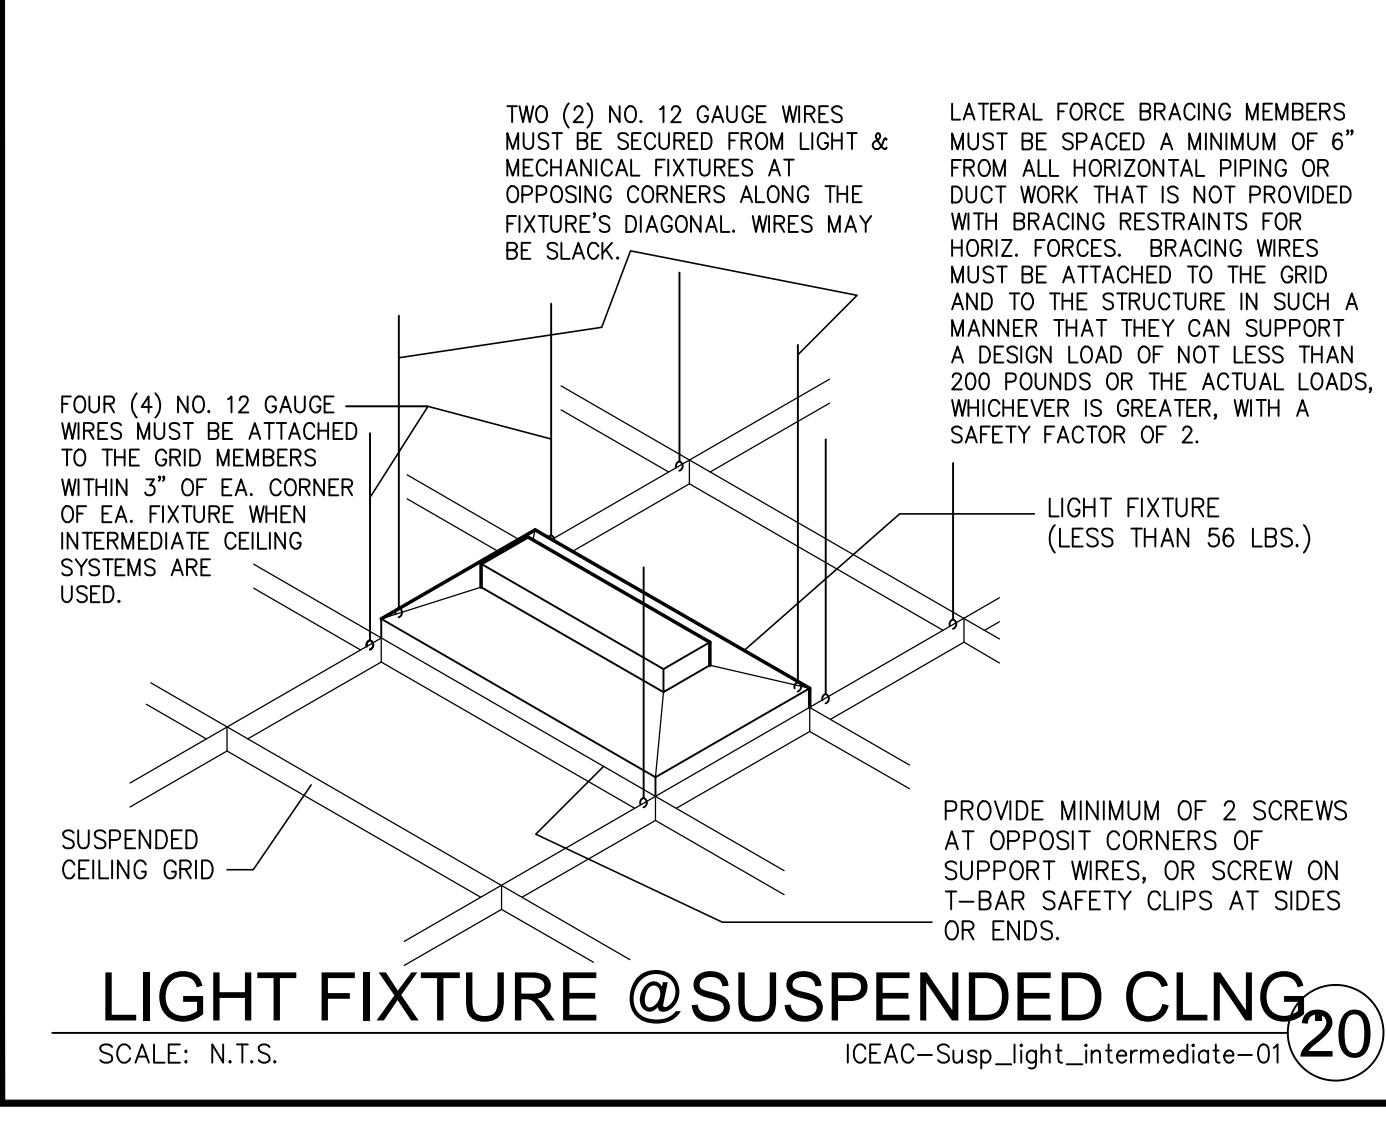 TWO (2) NO. 12 GAUGE WIRES
MUST BE SECURED FROM LIGHT &
MECHANICAL FIXTURES AT
OPPOSING CORNERS ALONG THE
FIXTURE'S DIAGONAL. WIRES MAY
BE SLACK.
LATERAL FORCE BRACING MEMBERS
MUST BE SPACED A MINIMUM OF 6"
FROM ALL HORIZONTAL PIPING OR
DUCT WORK THAT IS NOT PROVIDED
WITH BRACING RESTRAINTS FOR
HORIZ. FORCES. BRACING WIRES
MUST BE ATTACHED TO THE GRID
AND TO THE STRUCTURE IN SUCH A
MANNER THAT THEY CAN SUPPORT
A DESIGN LOAD OF NOT LESS THAN
200 POUNDS OR THE ACTUAL LOADS,
WHICHEVER IS GREATER, WITH A
SAFETY FACTOR OF 2.
FOUR (4) NO. 12 GAUGE
WIRES MUST BE ATTACHED
TO THE GRID MEMBERS
WITHIN 3" OF EA. CORNER
OF EA. FIXTURE WHEN
INTERMEDIATE CEILING
SYSTEMS ARE
USED.
LIGHT FIXTURE
(LESS THAN 56 LBS.)
SUSPENDED
CEILING GRID
PROVIDE MINIMUM OF 2 SCREWS
AT OPPOSIT CORNERS OF
SUPPORT WIRES, OR SCREW ON
T-BAR SAFETY CLIPS AT SIDES
OR ENDS.
LIGHT FIXTURE @SUSPENDED CLNG.
20
SCALE: N.T.S.
ICEAC-Susp_light_intermediate-01